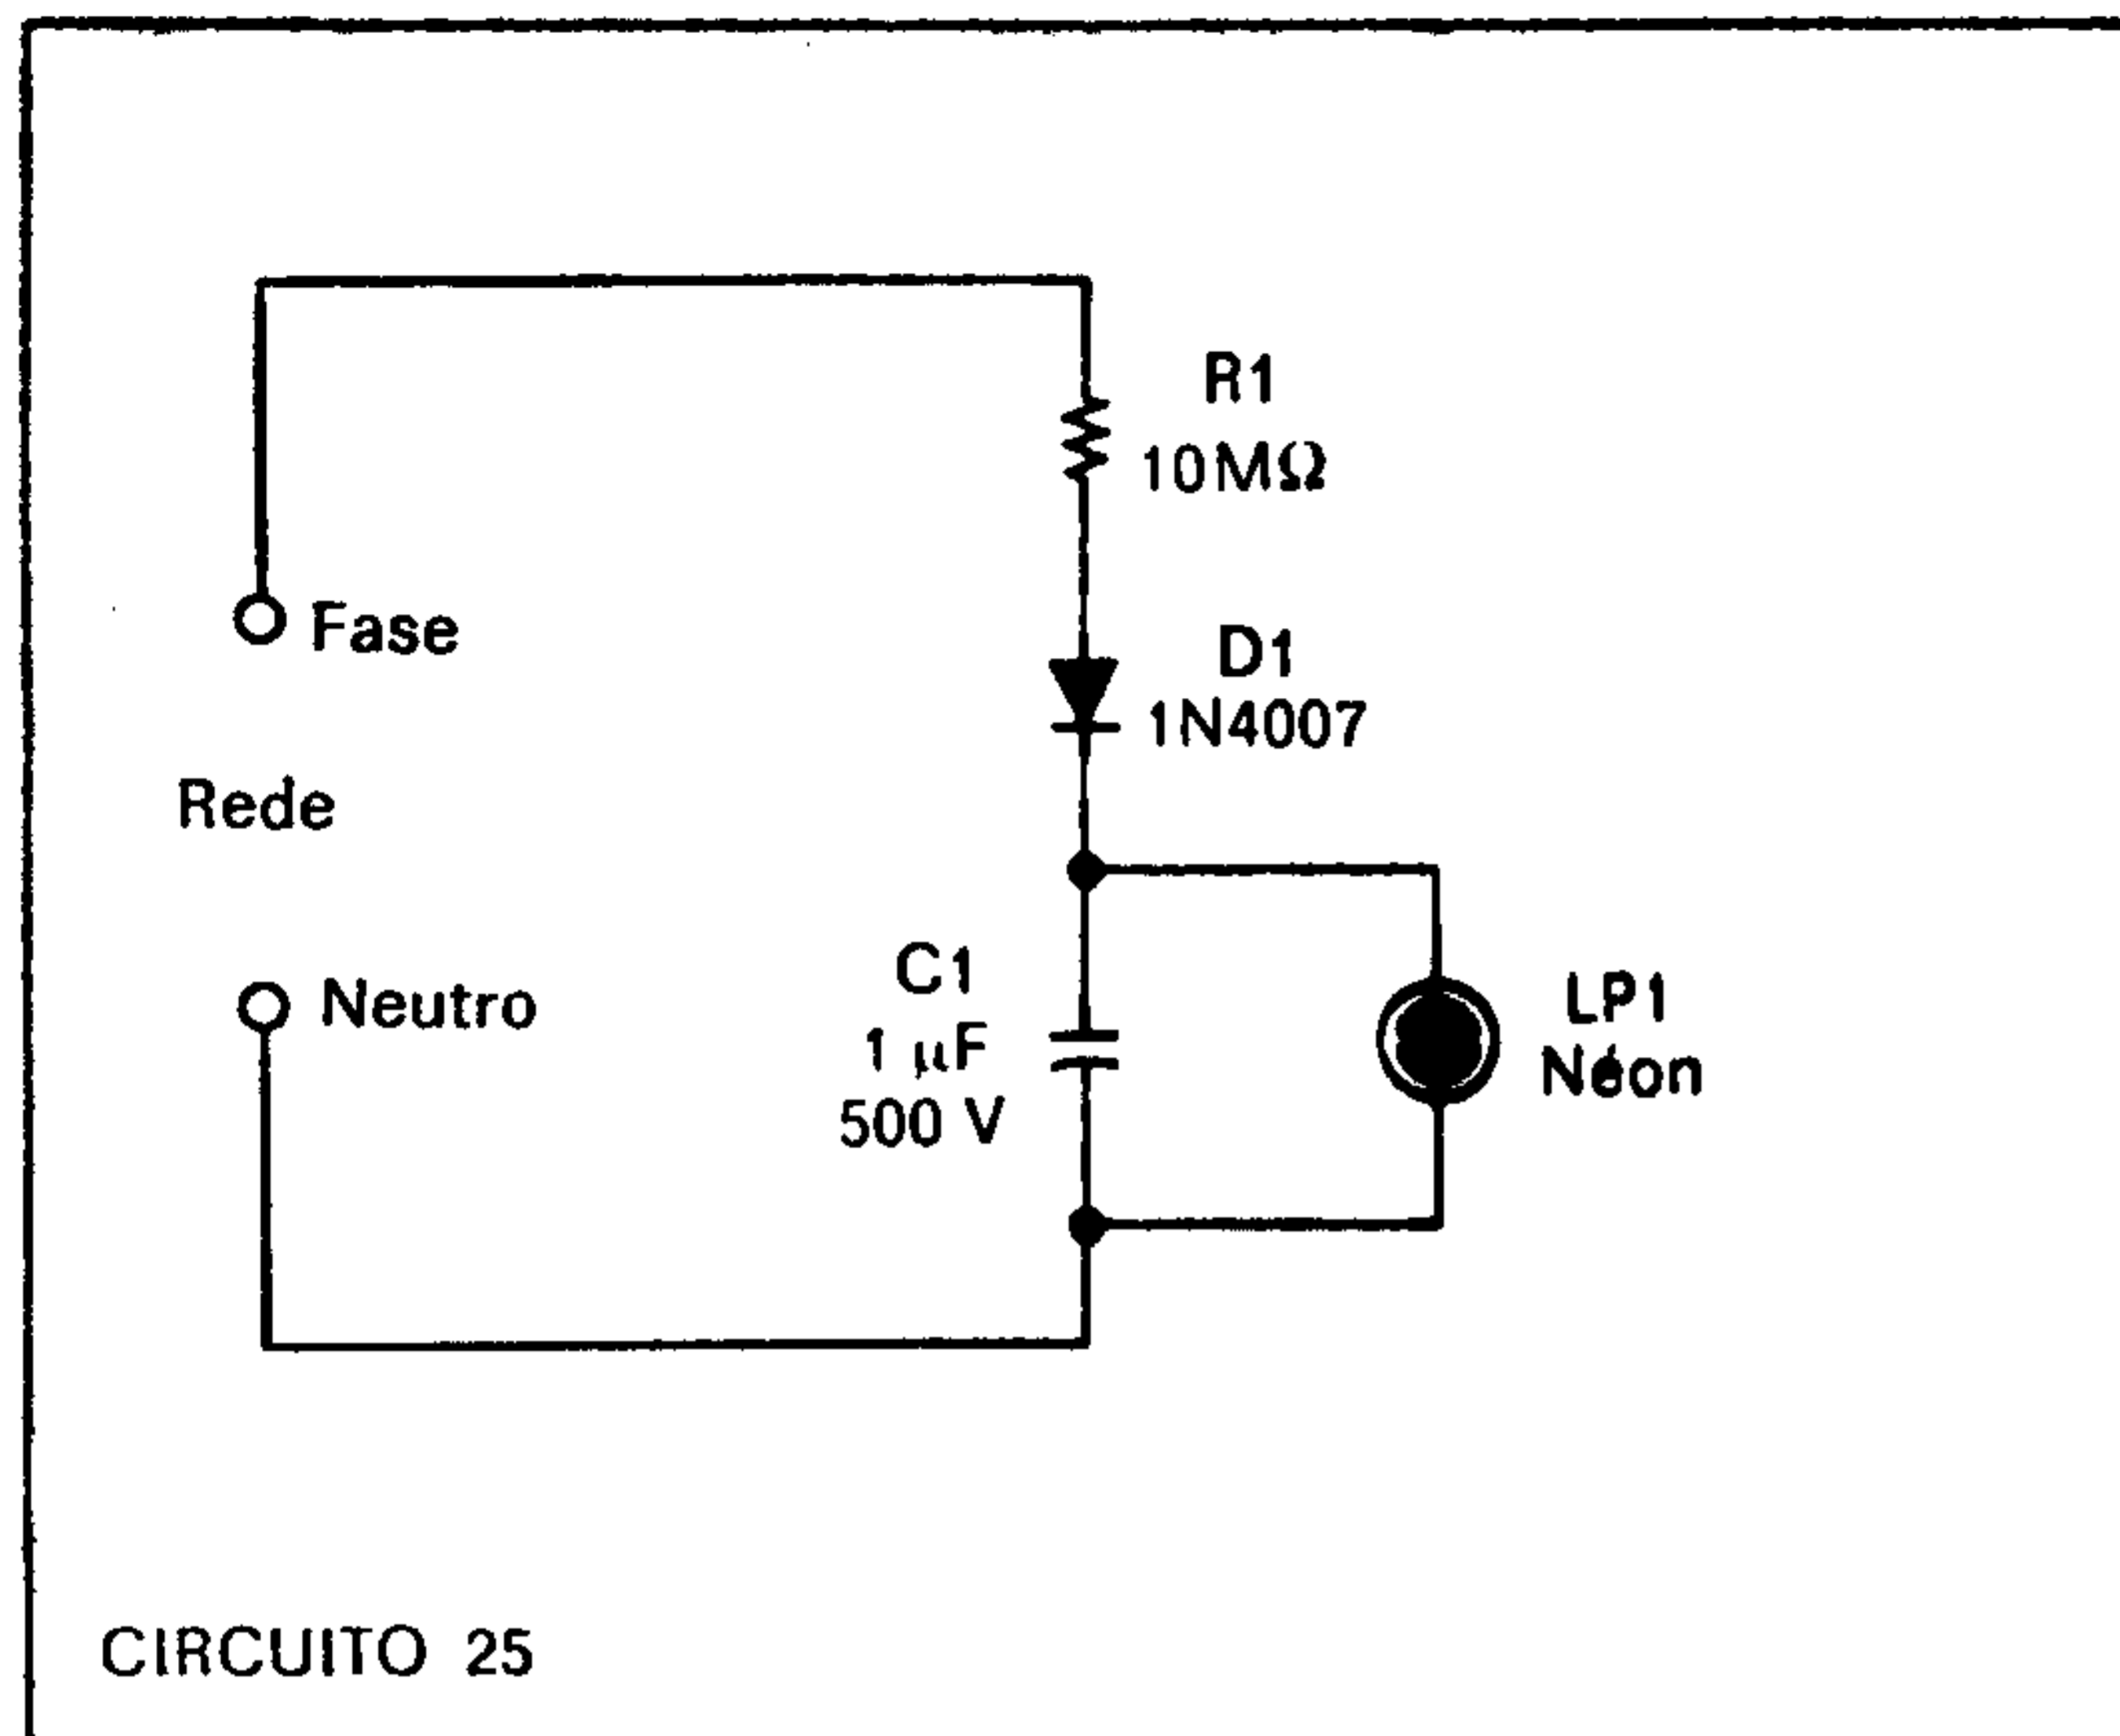 R1
10MΩ
Fase
D1
1N4007
Rede
Neutro
C1
1 µF
500 V
LP1
Néon
CIRCUITO 25